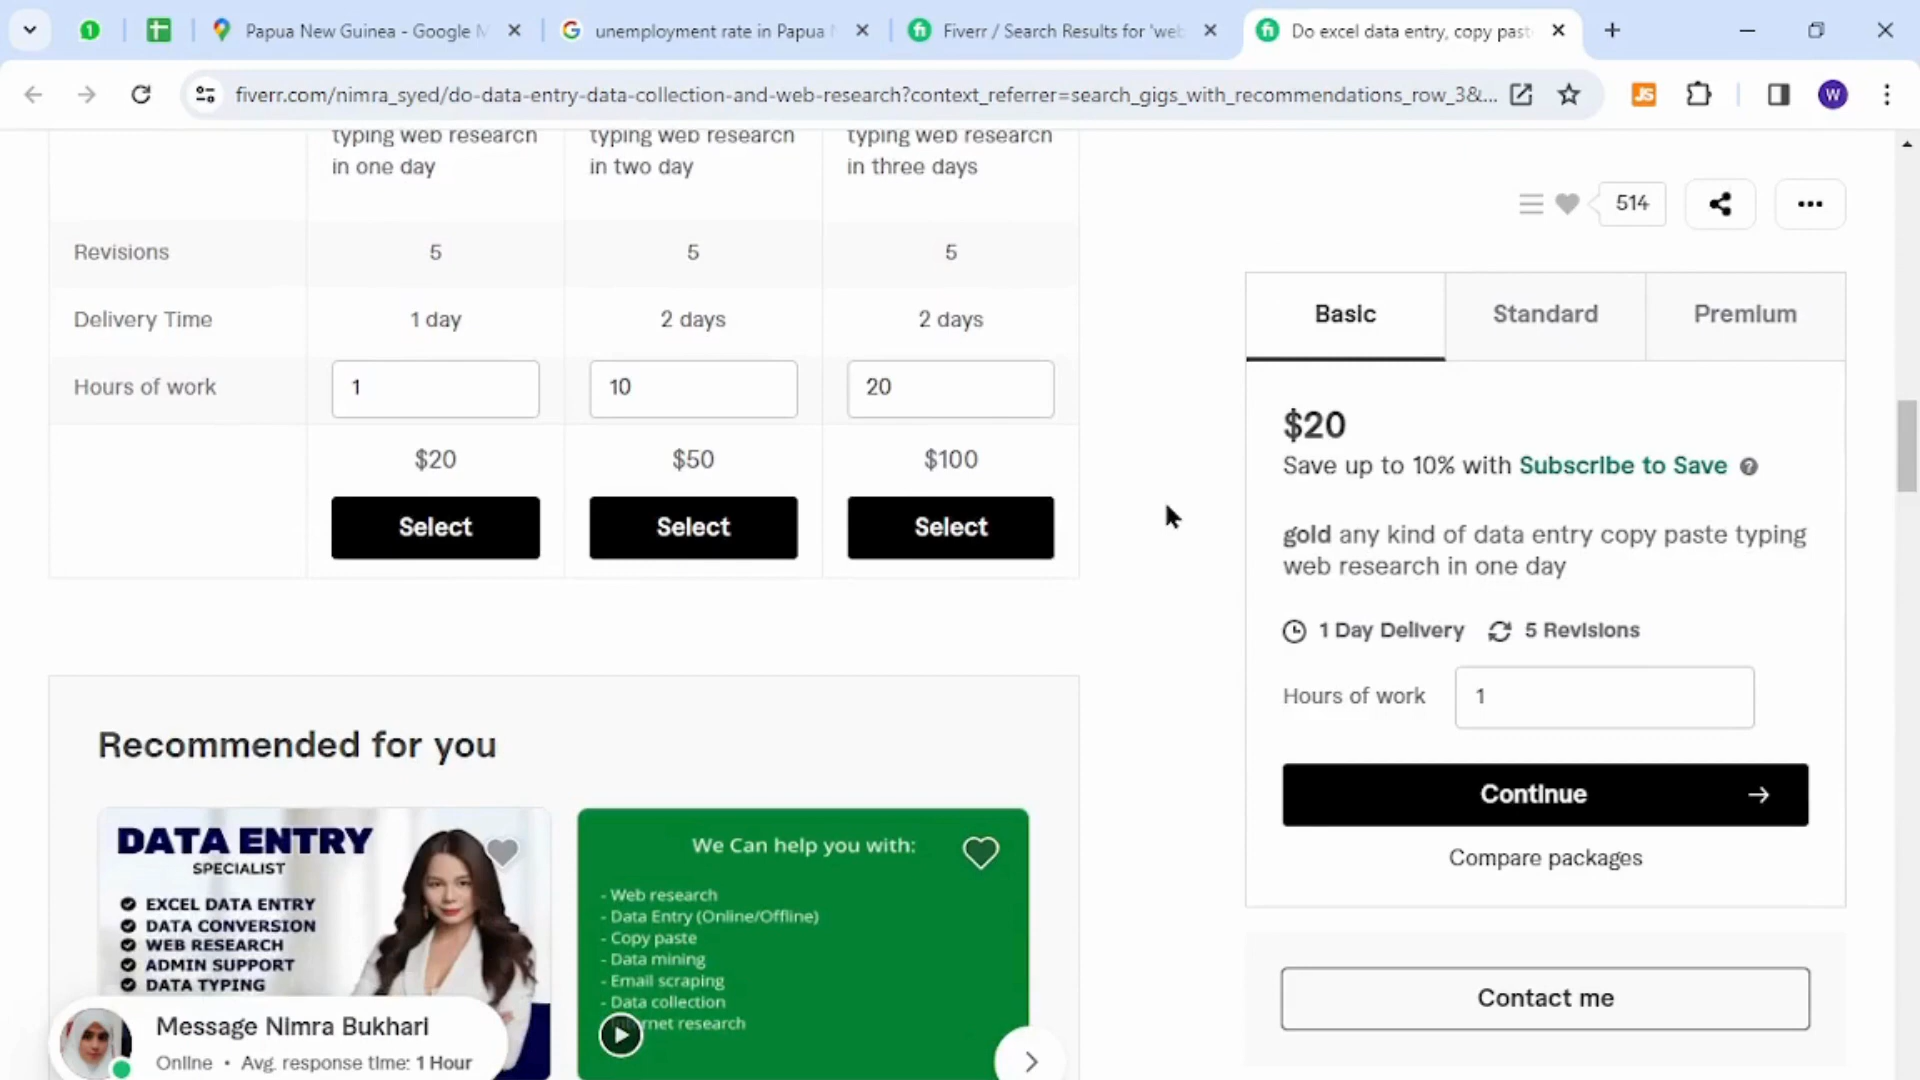 Papua New Guinea - Google M
unemployment rate in Papua
Fiverr / Search Results for 'web
Do excel data entry, copy past
fiverr.com/nimra_syed/do-data-entry-data-collection-and-web-research?context_referrer=search_gigs_with_recommendations_row_3&...
JS
W
typing web research
in one day
typing web research
in two day
typing web research
in three days
514
Revisions
5
5
5
Delivery Time
1 day
2 days
2 days
Hours of work
1
10
20
$20
$50
$100
Select
Select
Select
Basic
Standard
Premium
$20
Save up to 10% with Subscribe to Save
gold any kind of data entry copy paste typing
web research in one day
1 Day Delivery
5 Revisions
Hours of work
1
Continue
Compare packages
Contact me
Recommended for you
DATA ENTRY
SPECIALIST
EXCEL DATA ENTRY
DATA CONVERSION
WEB RESEARCH
ADMIN SUPPORT
DATA TYPING
We Can help you with:
- Web research
- Data Entry (Online/Offline)
- Copy paste
- Data mining
- Email scraping
- Data collection
rnet research
Message Nimra Bukhari
Online • Avg. response time: 1 Hour